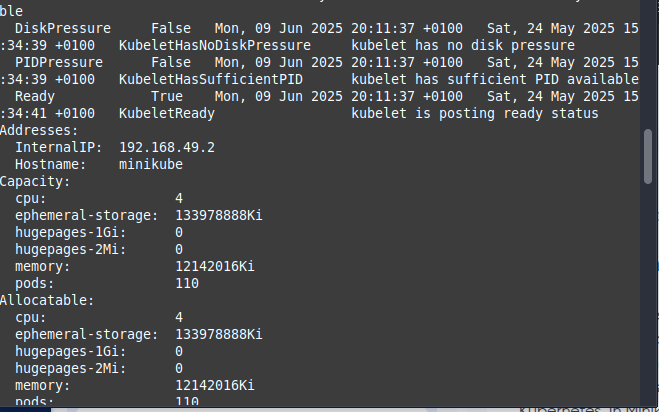 ble
  DiskPressure     False   Mon, 09 Jun 2025 20:11:37 +0100   Sat, 24 May 2025 15
:34:39 +0100   KubeletHasNoDiskPressure     kubelet has no disk pressure
  PIDPressure      False   Mon, 09 Jun 2025 20:11:37 +0100   Sat, 24 May 2025 15
:34:39 +0100   KubeletHasSufficientPID      kubelet has sufficient PID available
  Ready            True    Mon, 09 Jun 2025 20:11:37 +0100   Sat, 24 May 2025 15
:34:41 +0100   KubeletReady                 kubelet is posting ready status
Addresses:
  InternalIP:  192.168.49.2
  Hostname:    minikube
Capacity:
  cpu:                4
  ephemeral-storage:  133978888Ki
  hugepages-1Gi:      0
  hugepages-2Mi:      0
  memory:             12142016Ki
  pods:               110
Allocatable:
  cpu:                4
  ephemeral-storage:  133978888Ki
  hugepages-1Gi:      0
  hugepages-2Mi:      0
  memory:             12142016Ki
  pods:               110